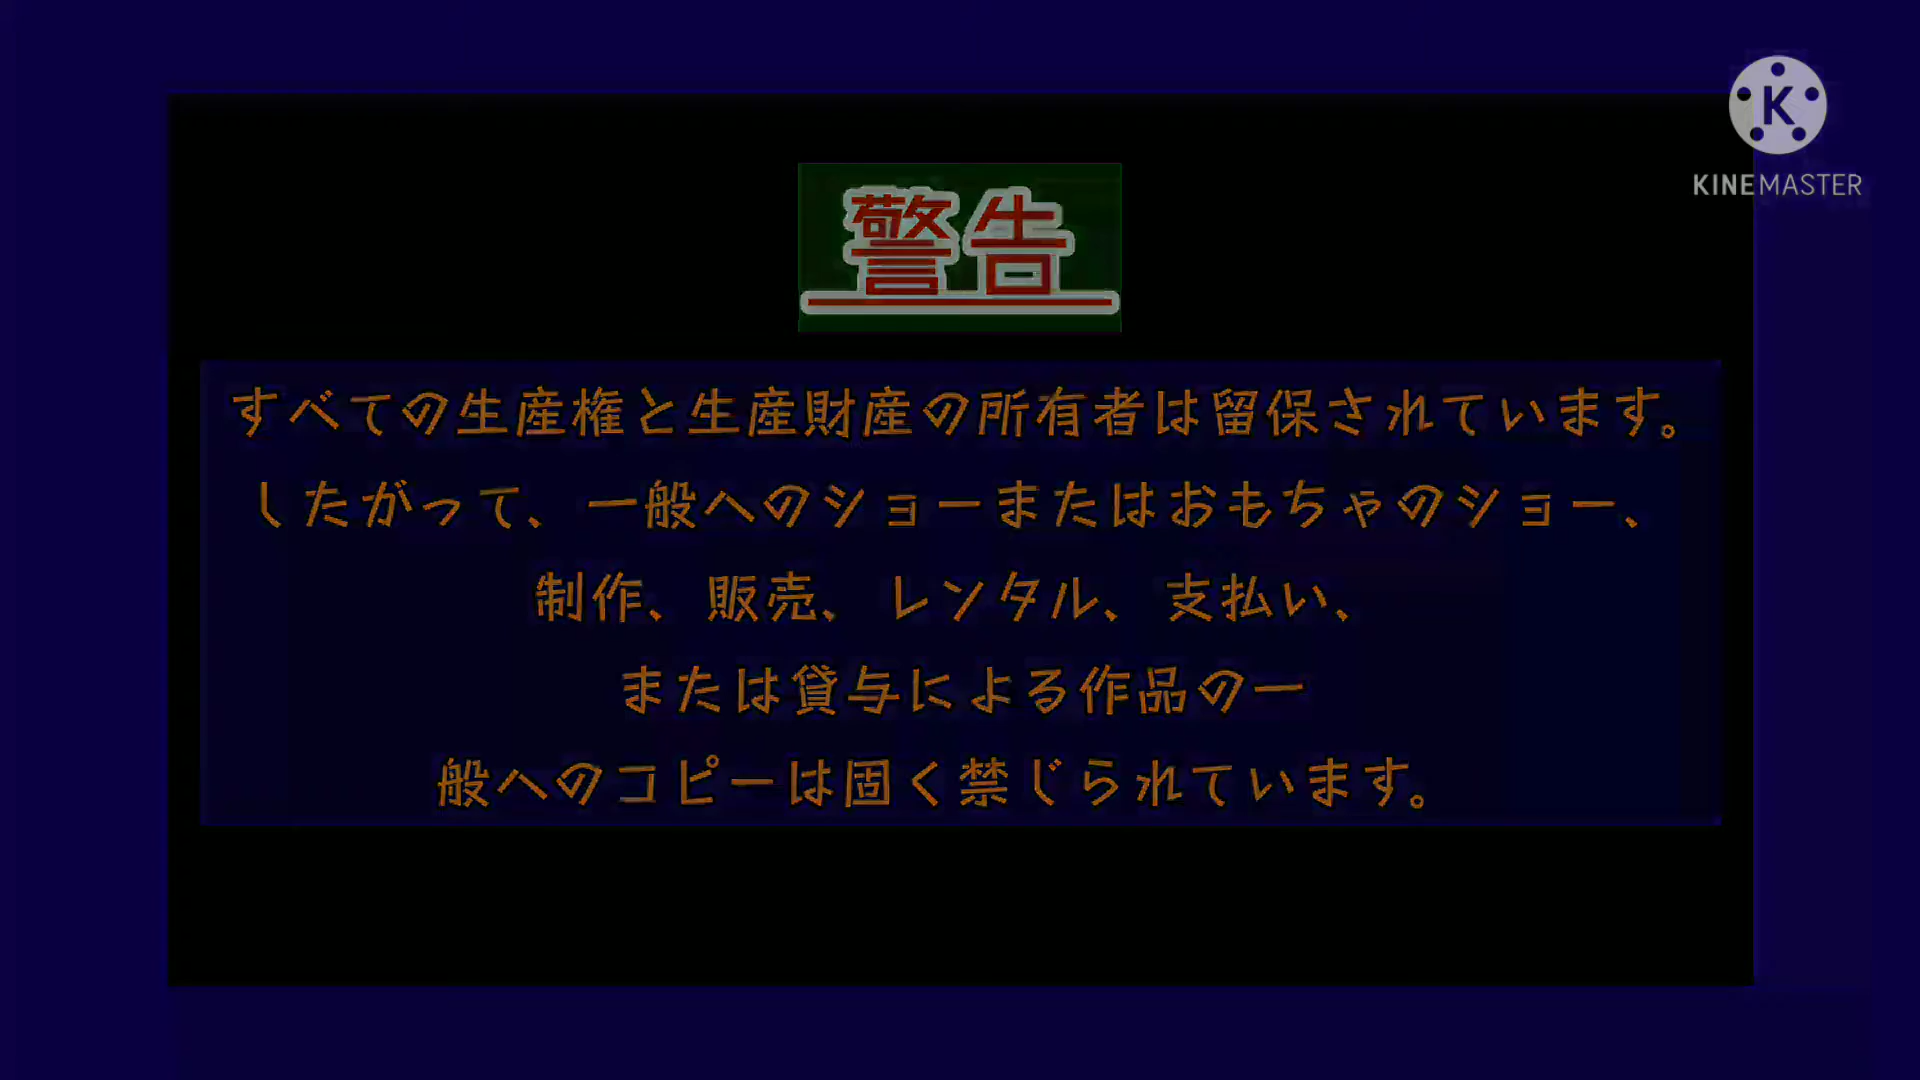 KINEMASTER
警告
すべての生産権と生産財産の所有者は留保されています。
したがって、一般へのショーまたはおもちゃのショー、
制作、販売、レンタル、支払い、
または貸与による作品の一
般へのコピーは固く禁じられています。